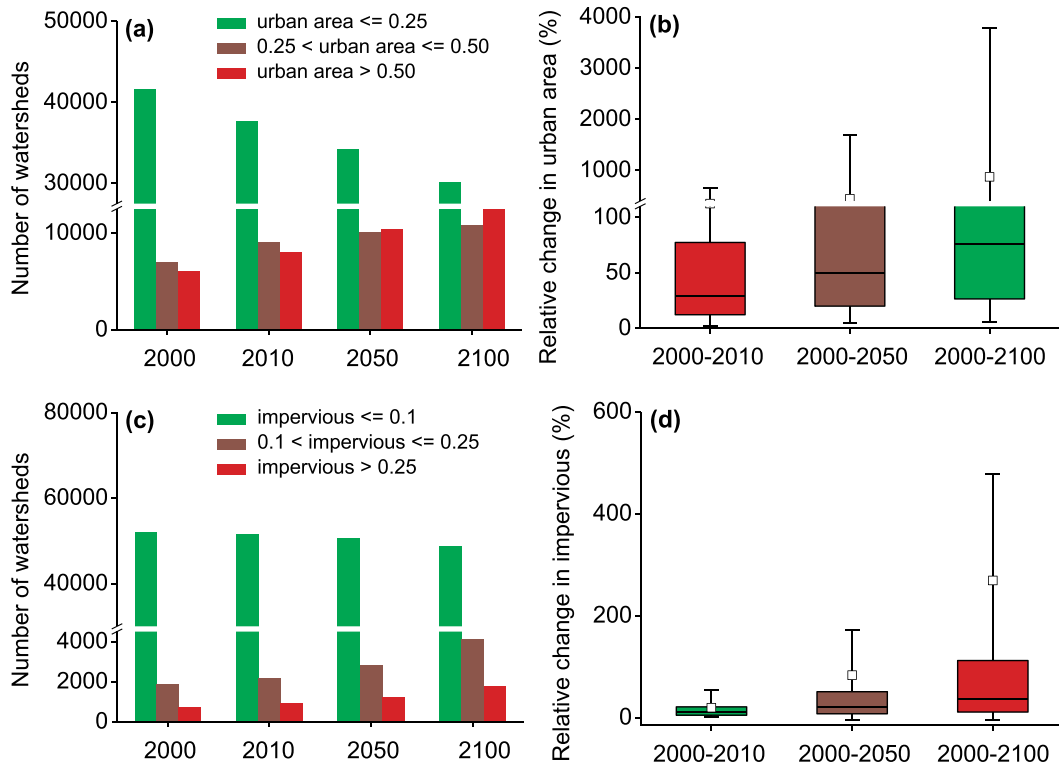 (a)
urban area <= 0.25
0.25 < urban area <= 0.50
urban area > 0.50
Number of watersheds
50000
40000
30000
10000
0
2000 2010 2050 2100
(b)
Relative change in urban area (%)
4000
3000
2000
1000
100
50
0
2000-2010 2000-2050 2000-2100
(c)
impervious <= 0.1
0.1 < impervious <= 0.25
impervious > 0.25
Number of watersheds
80000
60000
40000
4000
2000
0
2000 2010 2050 2100
(d)
Relative change in impervious (%)
600
400
200
0
2000-2010 2000-2050 2000-2100